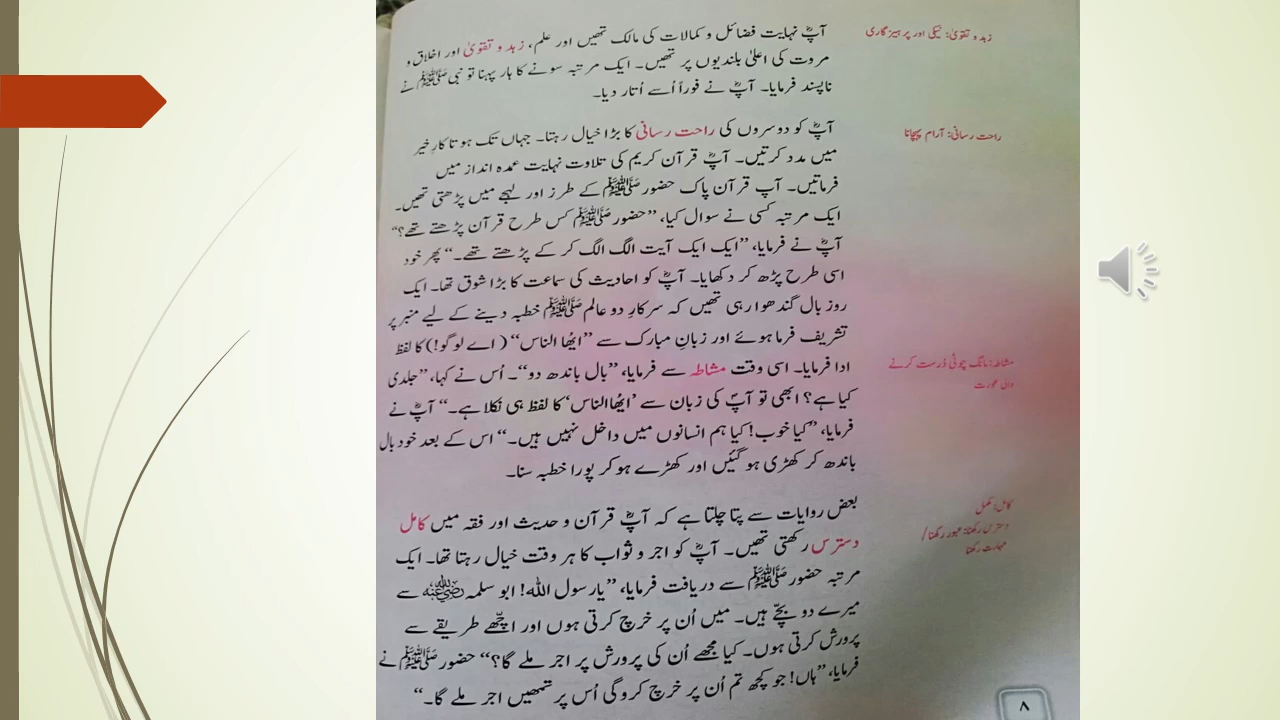 آپؓ نہایت فضائل و کمالات کی مالک تھیں اور علم، زہد و تقویٰ اور اخلاق و
مروت کی اعلیٰ بلندیوں پر تھیں۔ ایک مرتبہ سونے کا ہار پہنا تو نبی ﷺ نے
ناپسند فرمایا۔ آپؓ نے فوراً اُسے اُتار دیا۔
زہد و تقویٰ: نیکی اور پرہیزگاری
آپؓ کو دوسروں کی راحت رسانی کا بڑا خیال رہتا۔ جہاں تک ہوتا کارِ خیر
میں مدد کرتیں۔ آپؓ قرآن کریم کی تلاوت نہایت عمدہ انداز میں
فرماتیں۔ آپ قرآن پاک حضور ﷺ کے طرز اور لہجے میں پڑھتی تھیں۔
ایک مرتبہ کسی نے سوال کیا، ”حضور ﷺ کس طرح قرآن پڑھتے تھے؟“
آپؓ نے فرمایا، ”ایک ایک آیت الگ الگ کر کے پڑھتے تھے۔“ پھر خود
اسی طرح پڑھ کر دکھایا۔ آپؓ کو احادیث کی سماعت کا بڑا شوق تھا۔ ایک
روز بال گندھوا رہی تھیں کہ سرکارِ دو عالم ﷺ خطبہ دینے کے لیے منبر پر
تشریف فرما ہوئے اور زبانِ مبارک سے ”ایھُا الناس“ (اے لوگو!) کا لفظ
ادا فرمایا۔ اسی وقت مشاطہ سے فرمایا، ”بال باندھ دو“۔ اُس نے کہا، ”جلدی
کیا ہے؟ ابھی تو آپؐ کی زبان سے ’ایھُا الناس‘ کا لفظ ہی نکلا ہے۔“ آپؓ نے
فرمایا، ”کیا خوب! کیا ہم انسانوں میں داخل نہیں ہیں۔“ اس کے بعد خود بال
باندھ کر کھڑی ہو گئیں اور کھڑے ہو کر پورا خطبہ سنا۔
راحت رسانی: آرام پہنچانا
مشاطہ: مانگ چوٹی دُرست کرنے
والی عورت
بعض روایات سے پتا چلتا ہے کہ آپؓ قرآن و حدیث اور فقہ میں کامل
دسترس رکھتی تھیں۔ آپؓ کو اجر و ثواب کا ہر وقت خیال رہتا تھا۔ ایک
مرتبہ حضور ﷺ سے دریافت فرمایا، ”یارسول اللہ! ابو سلمہ رضی اللہ عنہ سے
میرے دو بچّے ہیں۔ میں اُن پر خرچ کرتی ہوں اور اچّھے طریقے سے
پرورش کرتی ہوں۔ کیا مجھے اُن کی پرورش پر اجر ملے گا؟“ حضور ﷺ نے
فرمایا، ”ہاں! جو کچھ تم اُن پر خرچ کروگی اُس پر تمھیں اجر ملے گا۔“
کامل: مکمل
دسترس رکھنا: عبور رکھنا/
مہارت رکھنا
۸